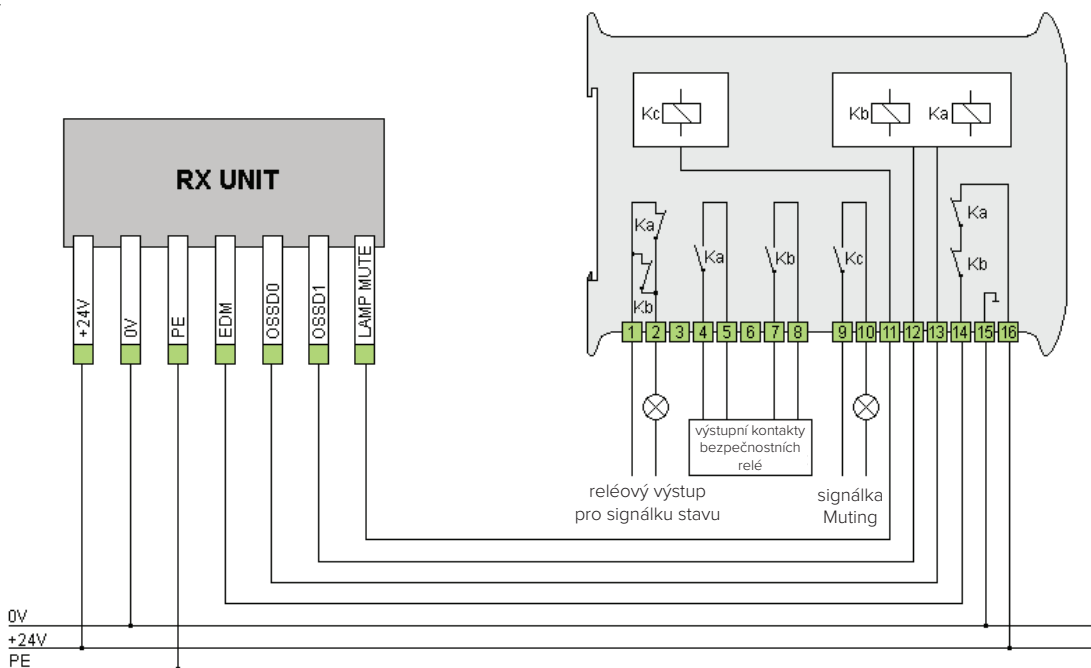 RX UNIT
+24V
0V
PE
EDM
OSSD0
OSSD1
LAMP MUTE
Kc
Kb
Ka
Ka
Kb
Ka
Kb
Kc
Ka
Kb
1 2 3 4 5 6 7 8 9 10 11 12 13 14 15 16
výstupní kontakty
bezpečnostních
relé
reléový výstup
pro signálku stavu
signálka
Muting
0V
+24V
PE